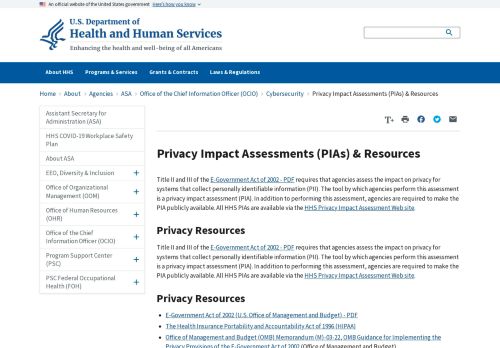 An official website of the United States government Here's how you know
U.S. Department of
Health and Human Services
Enhancing the health and well-being of all Americans
About HHS Programs & Services Grants & Contracts Laws & Regulations
Home About Agencies ASA Office of the Chief Information Officer (OCIO) Cybersecurity Privacy Impact Assessments (PIAs) & Resources
Assistant Secretary for
Administration (ASA)
HHS COVID-19 Workplace Safety
Plan
About ASA
EEO, Diversity & Inclusion
Office of Organizational
Management (OOM)
Office of Human Resources
(OHR)
Office of the Chief
Information Officer (OCIO)
Program Support Center
(PSC)
PSC Federal Occupational
Health (FOH)
T+
Privacy Impact Assessments (PIAs) & Resources
Title II and III of the E-Government Act of 2002 - PDF requires that agencies assess the impact on privacy for
systems that collect personally identifiable information (PII). The tool by which agencies perform this assessment
is a privacy impact assessment (PIA). In addition to performing this assessment, agencies are required to make the
PIA publicly available. All HHS PIAs are available via the HHS Privacy Impact Assessment Web site.
Privacy Resources
Title II and III of the E-Government Act of 2002 - PDF requires that agencies assess the impact on privacy for
systems that collect personally identifiable information (PII). The tool by which agencies perform this assessment
is a privacy impact assessment (PIA). In addition to performing this assessment, agencies are required to make the
PIA publicly available. All HHS PIAs are available via the HHS Privacy Impact Assessment Web site.
Privacy Resources
E-Government Act of 2002 (U.S. Office of Management and Budget) - PDF
The Health Insurance Portability and Accountability Act of 1996 (HIPAA)
Office of Management and Budget (OMB) Memorandum (M)-03-22, OMB Guidance for Implementing the
Privacy Provisions of the E-Government Act of 2002 (Office of Management and Budget)